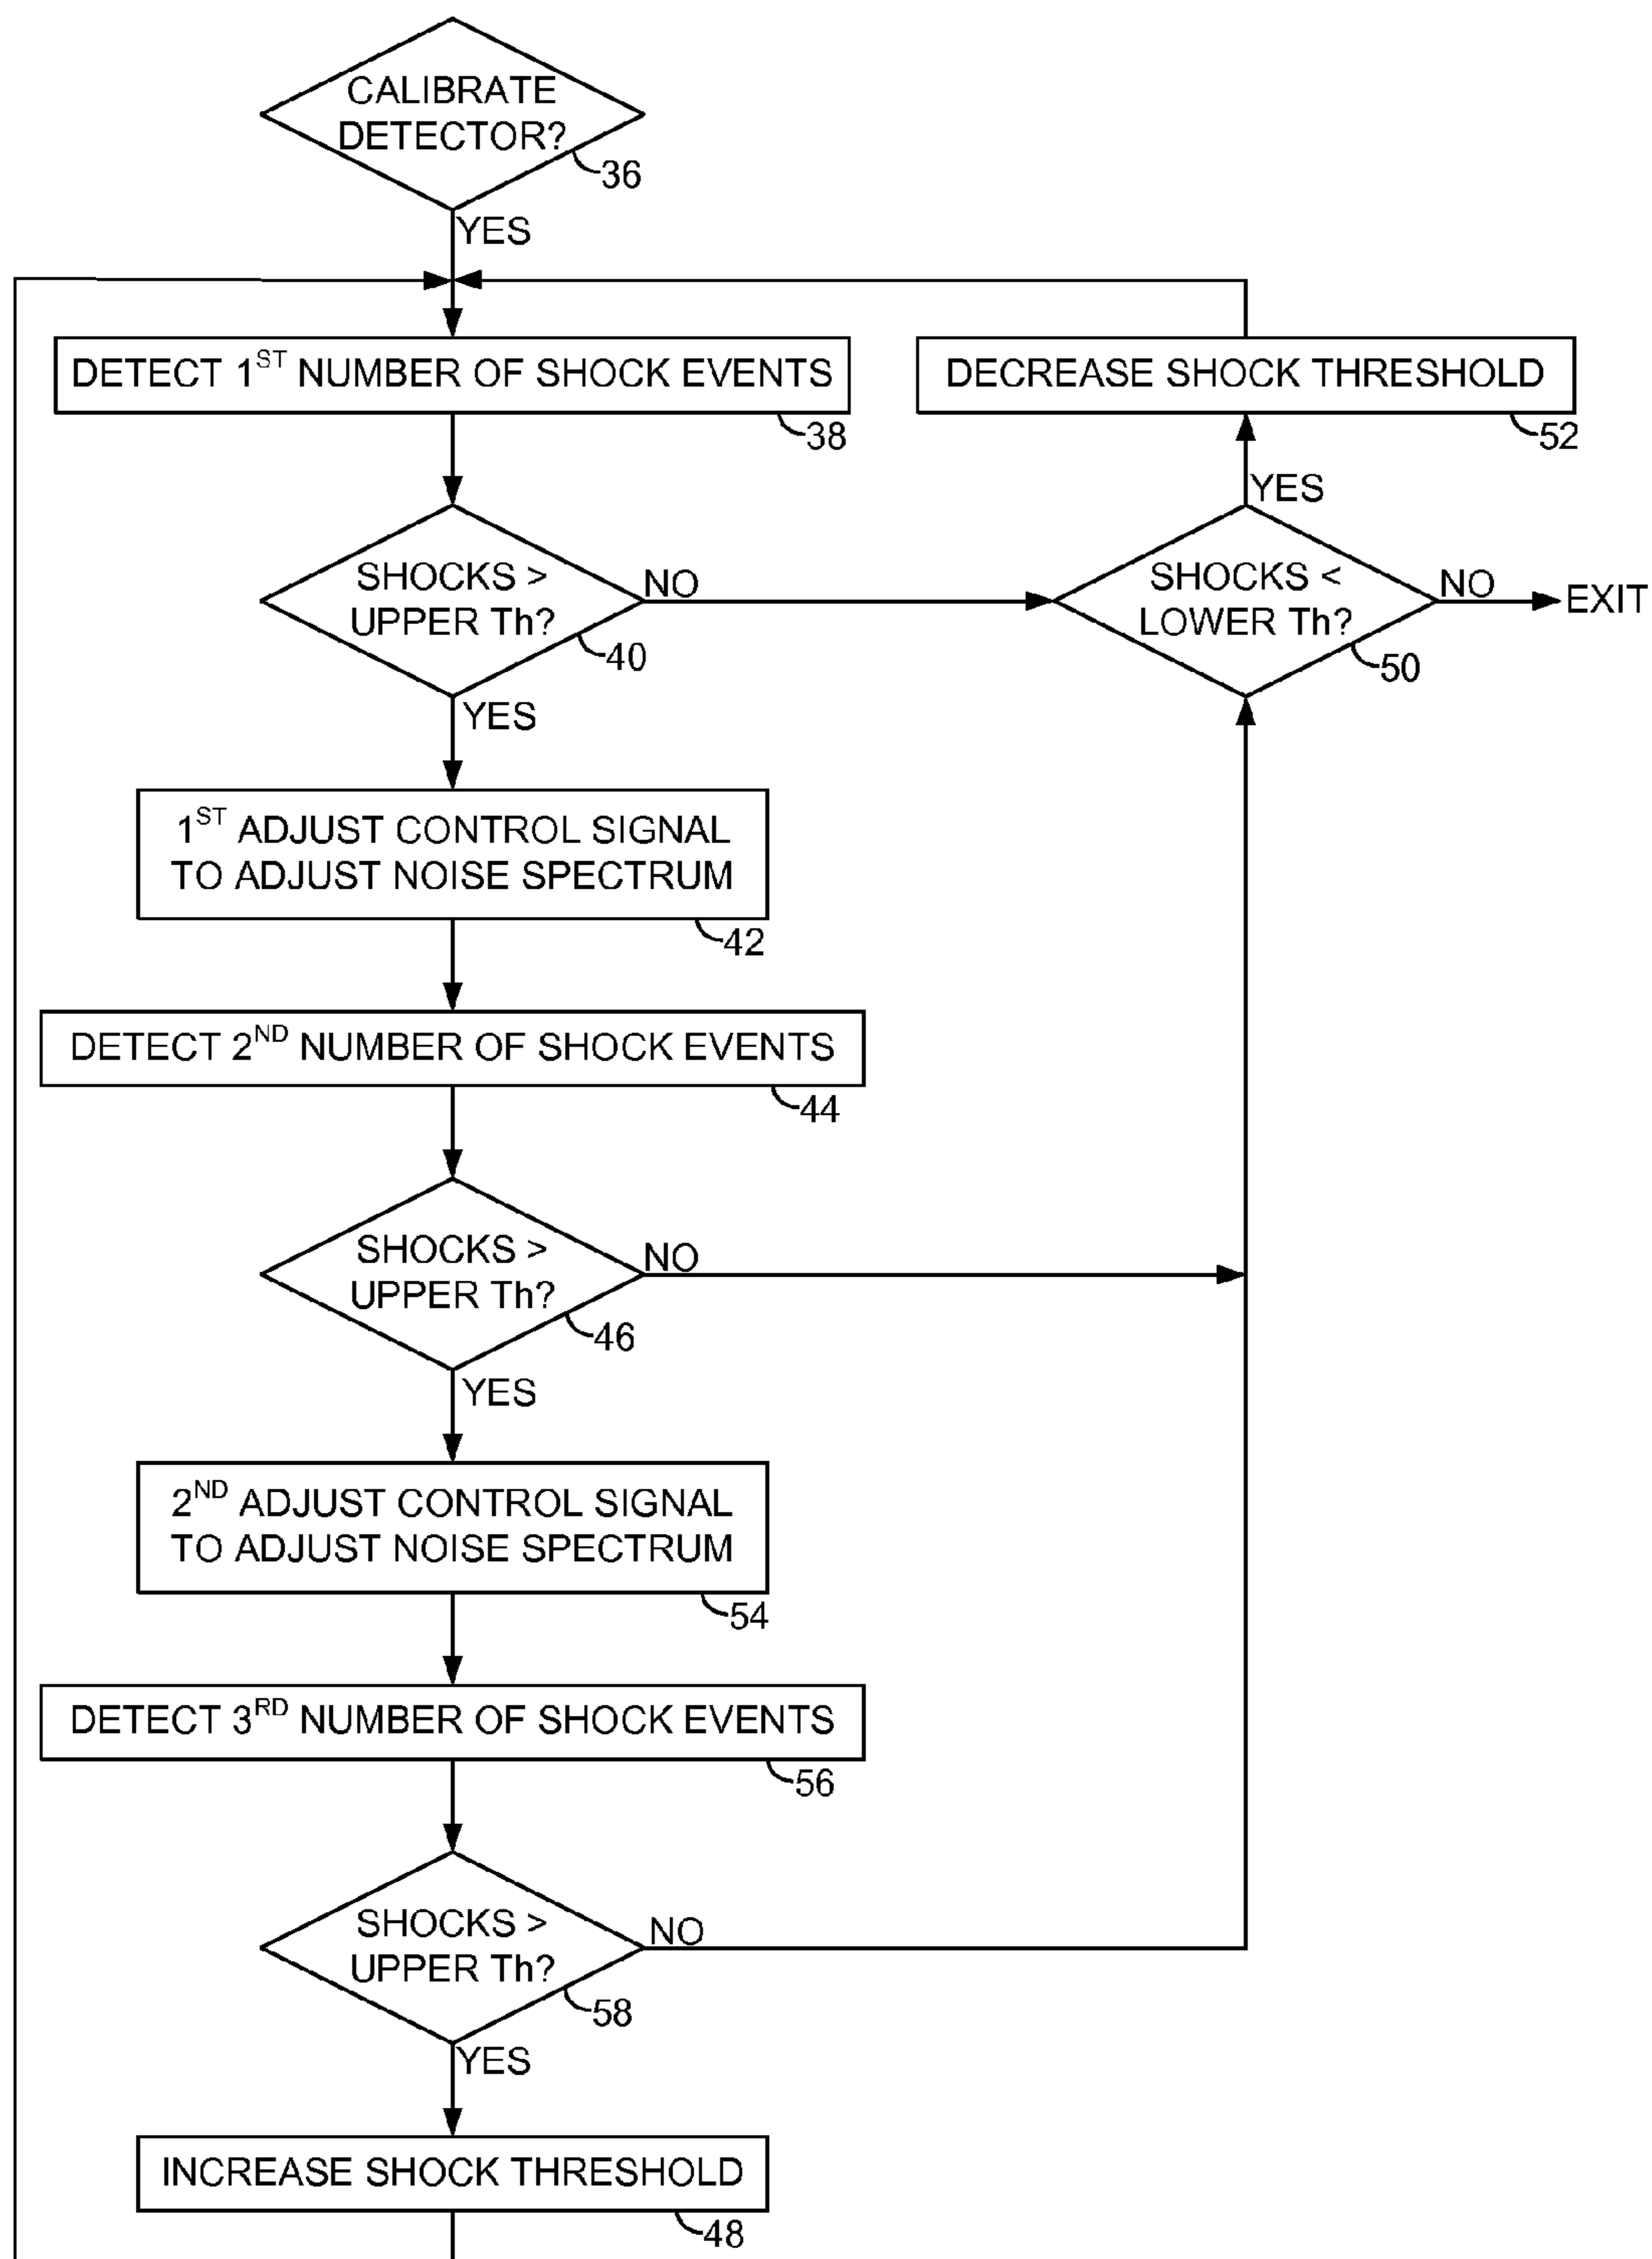 CALIBRATE
DETECTOR?
36
YES
DETECT 1ST NUMBER OF SHOCK EVENTS
38
DECREASE SHOCK THRESHOLD
52
YES
SHOCKS >
UPPER Th?
40
NO
SHOCKS <
LOWER Th?
50
NO
EXIT
YES
1ST ADJUST CONTROL SIGNAL
TO ADJUST NOISE SPECTRUM
42
DETECT 2ND NUMBER OF SHOCK EVENTS
44
SHOCKS >
UPPER Th?
46
NO
YES
2ND ADJUST CONTROL SIGNAL
TO ADJUST NOISE SPECTRUM
54
DETECT 3RD NUMBER OF SHOCK EVENTS
56
SHOCKS >
UPPER Th?
58
NO
YES
INCREASE SHOCK THRESHOLD
48